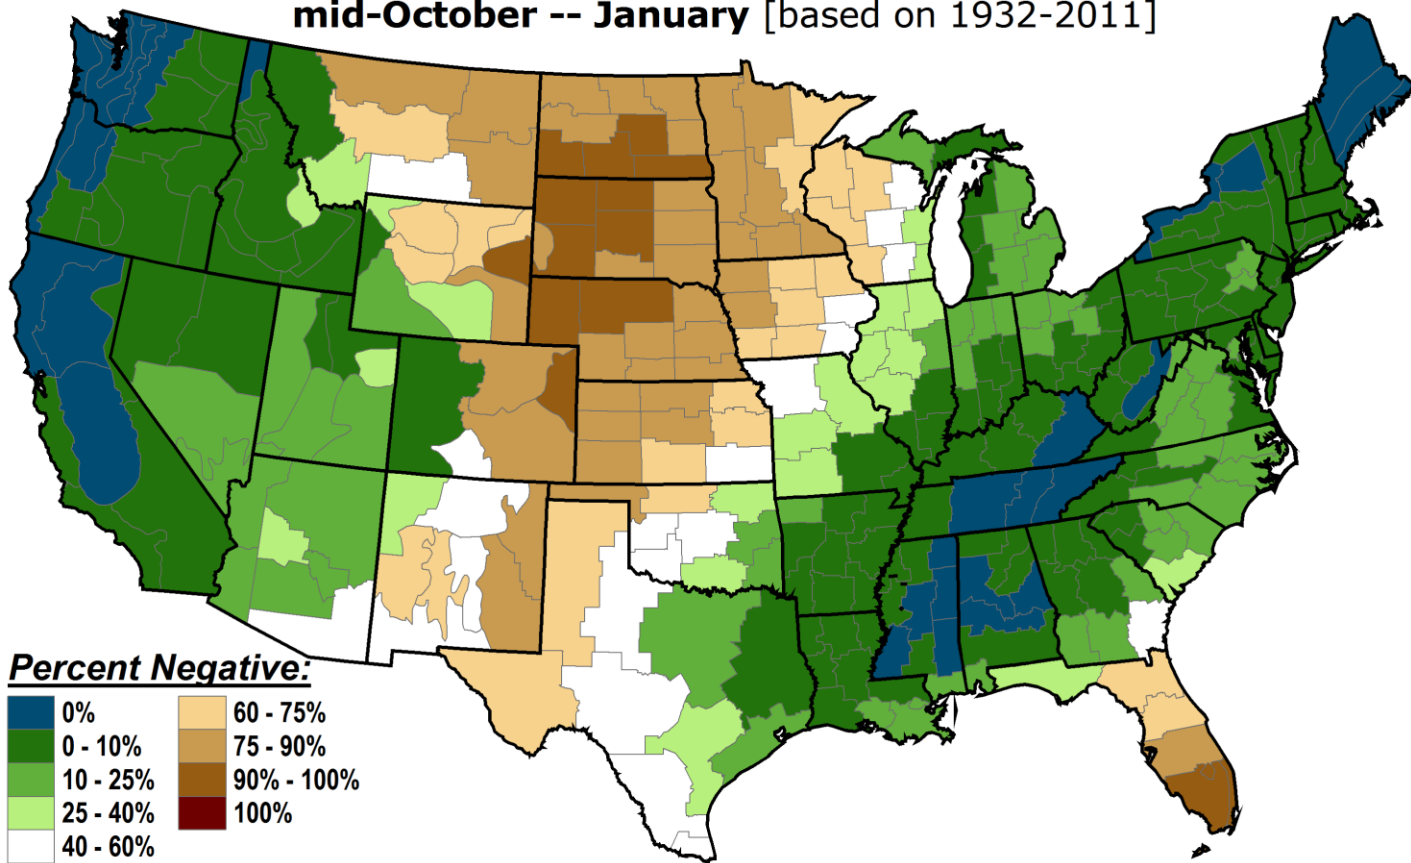 mid-October -- January [based on 1932-2011]
Percent Negative:
0%
0 - 10%
10 - 25%
25 - 40%
40 - 60%
60 - 75%
75 - 90%
90% - 100%
100%